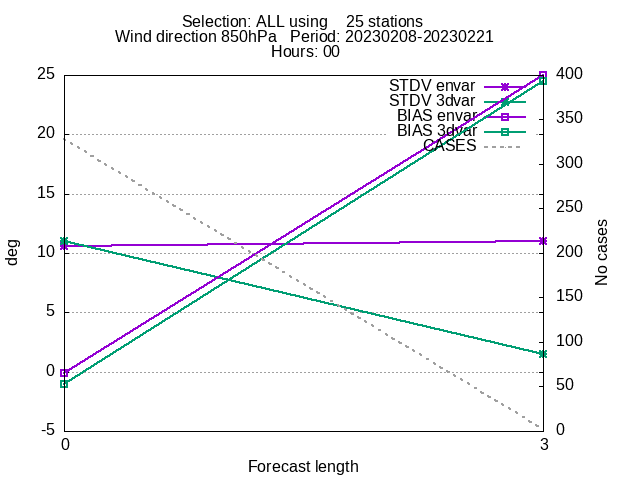 Selection: ALL using 25 stations
Wind direction 850hPa Period: 20230208-20230221
Hours: 00
STDV envar
STDV 3dvar
BIAS envar
BIAS 3dvar
CASES
25
20
15
10
5
0
-5
400
350
300
250
200
150
100
50
0
deg
No cases
0 3
Forecast length